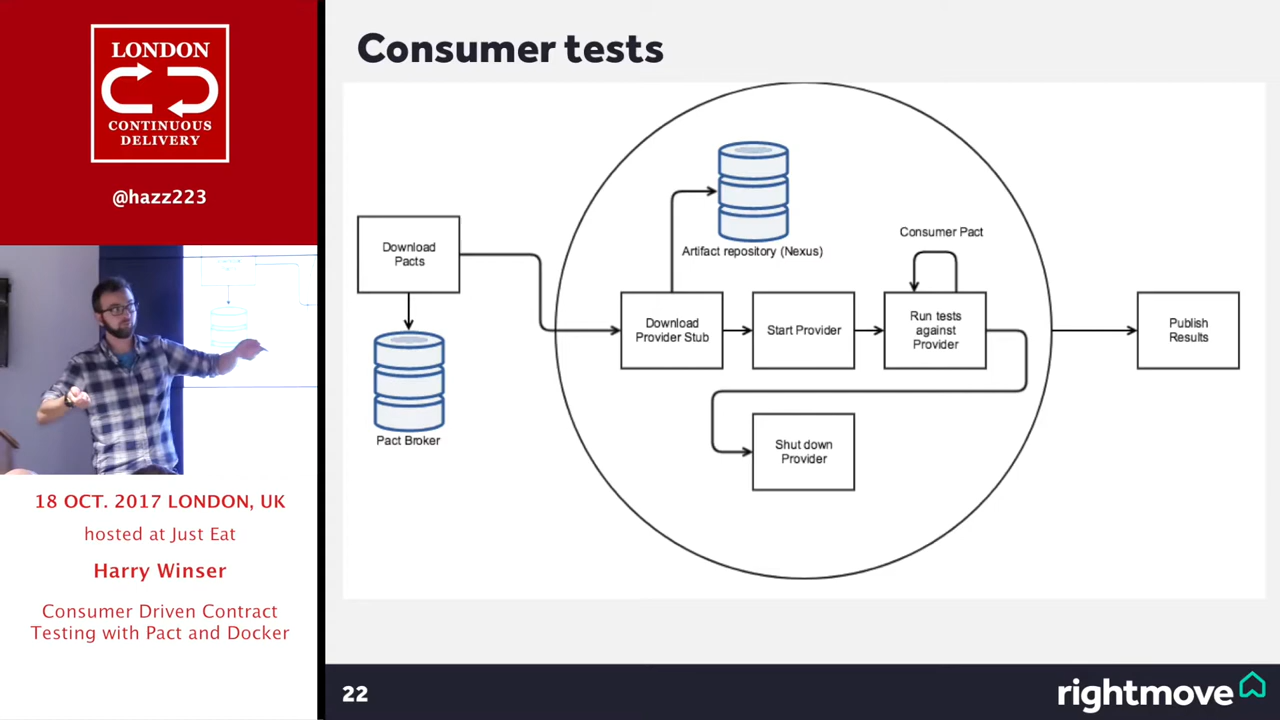 LONDON
CONTINUOUS
DELIVERY
@hazz223
18 OCT. 2017 LONDON, UK
hosted at Just Eat
Harry Winser
Consumer Driven Contract
Testing with Pact and Docker
Consumer tests
Download
Pacts
Pact Broker
Artifact repository (Nexus)
Consumer Pact
Download
Provider Stub
Start Provider
Run tests
against
Provider
Shut down
Provider
Publish
Results
22
rightmove